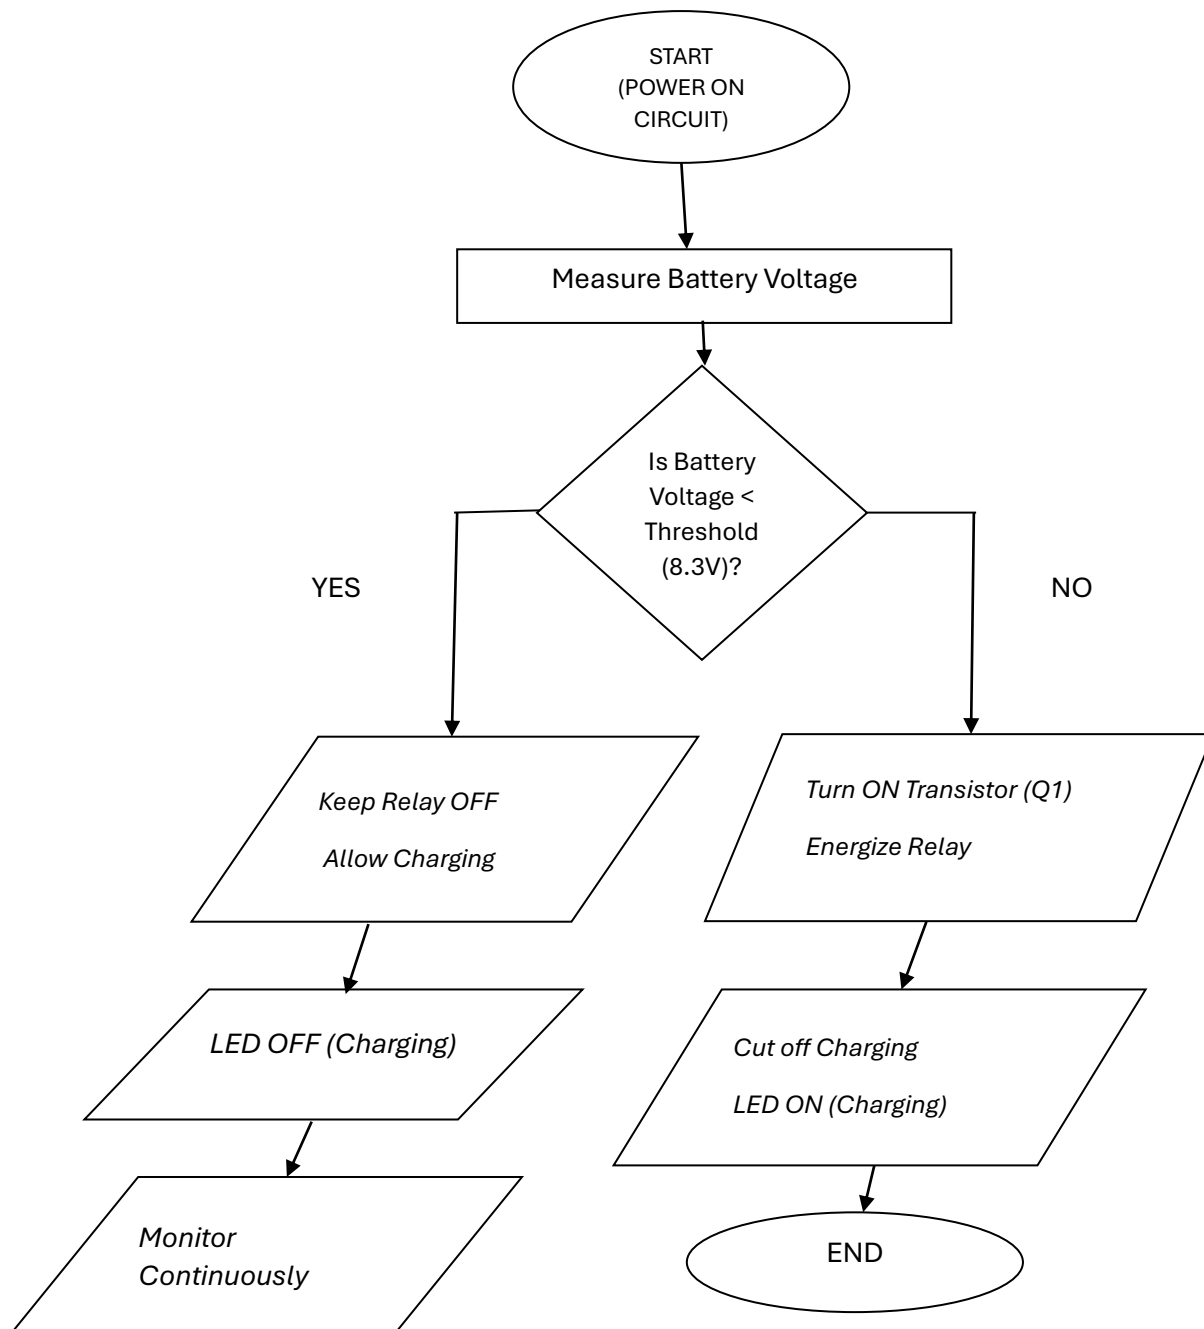 START
(POWER ON
CIRCUIT)
Measure Battery Voltage
Is Battery
Voltage <
Threshold
(8.3V)?
YES
NO
Keep Relay OFF
Allow Charging
Turn ON Transistor (Q1)
Energize Relay
LED OFF (Charging)
Cut off Charging
LED ON (Charging)
Monitor
Continuously
END